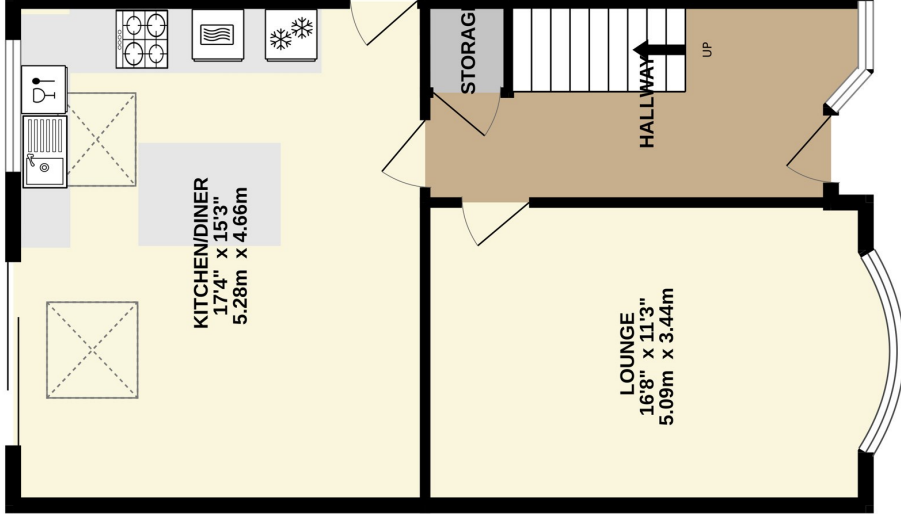 KITCHEN/DINER
17'4" x 15'3"
5.28m x 4.66m
STORAG
HALLWAY
UP
LOUNGE
16'8" x 11'3"
5.09m x 3.44m